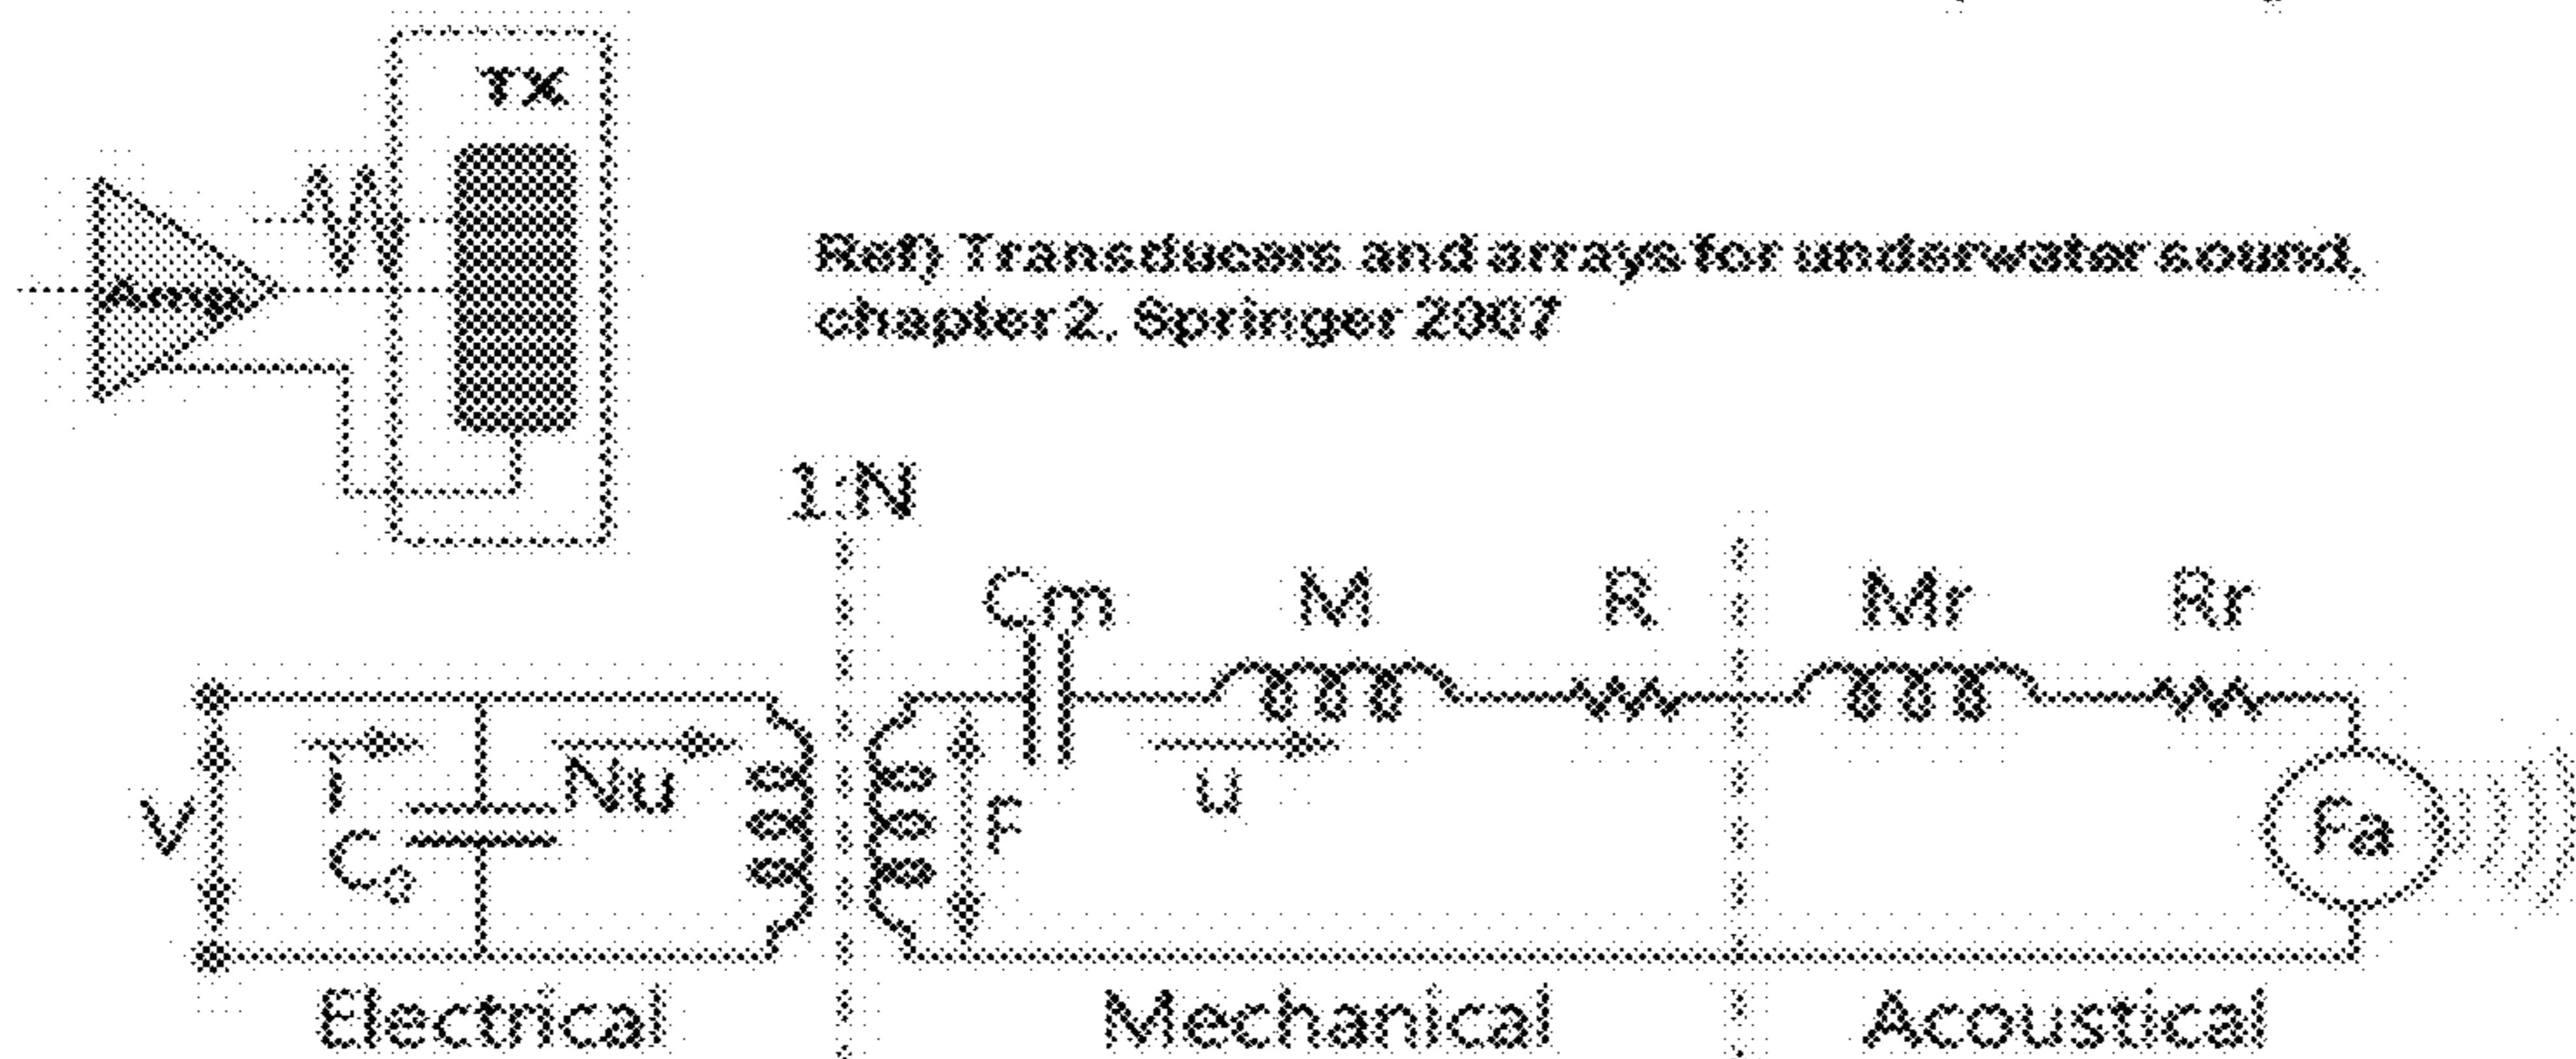 TX
Amp
Ref) Transducers and arrays for underwater sound,
chapter 2, Springer 2007
1:N
Cm M R Mr Rr
V I C₀ Nu F u Fa
Electrical Mechanical Acoustical